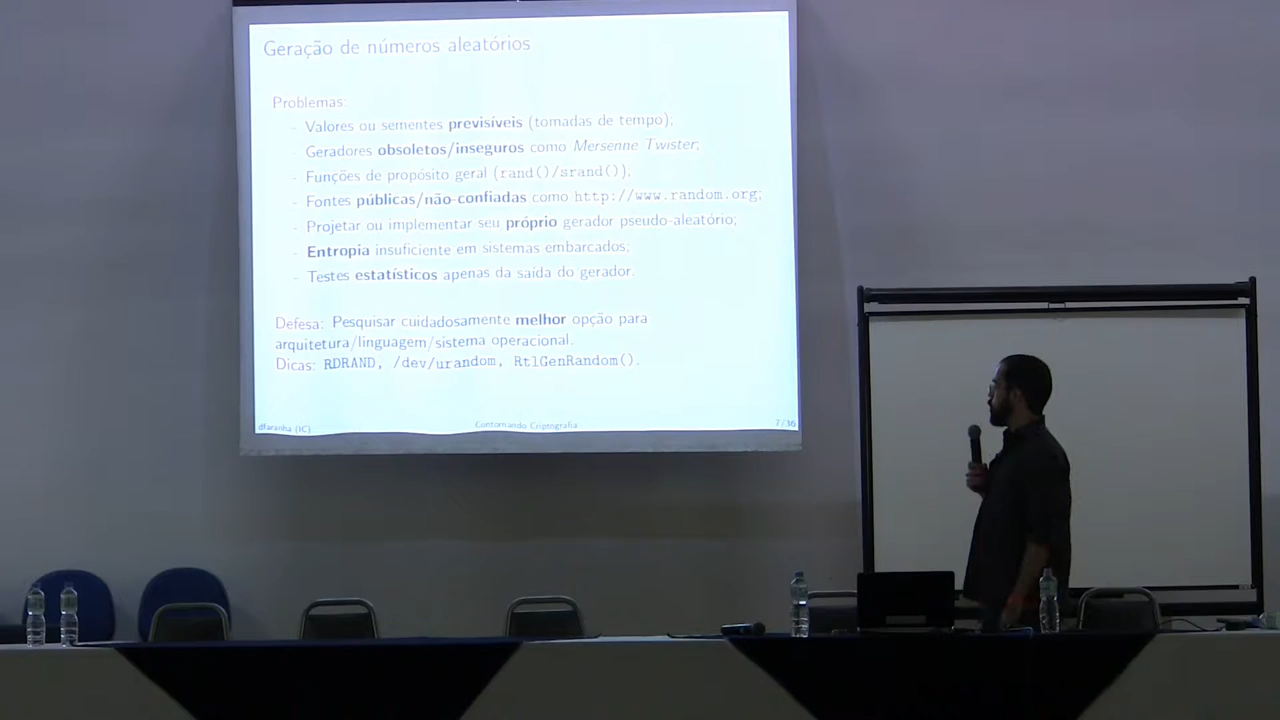 Geração de números aleatórios
Problemas:
- Valores ou sementes previsíveis (tomadas de tempo);
- Geradores obsoletos/inseguros como Mersenne Twister;
- Funções de propósito geral (rand()/srand());
- Fontes públicas/não-confiadas como http://www.random.org;
- Projetar ou implementar seu próprio gerador pseudo-aleatório;
- Entropia insuficiente em sistemas embarcados;
- Testes estatísticos apenas da saída do gerador.
Defesa: Pesquisar cuidadosamente melhor opção para
arquitetura/linguagem/sistema operacional.
Dicas: RDRAND, /dev/urandom, RtlGenRandom().
dfaranha (IC) Contornando Criptografia 7/36